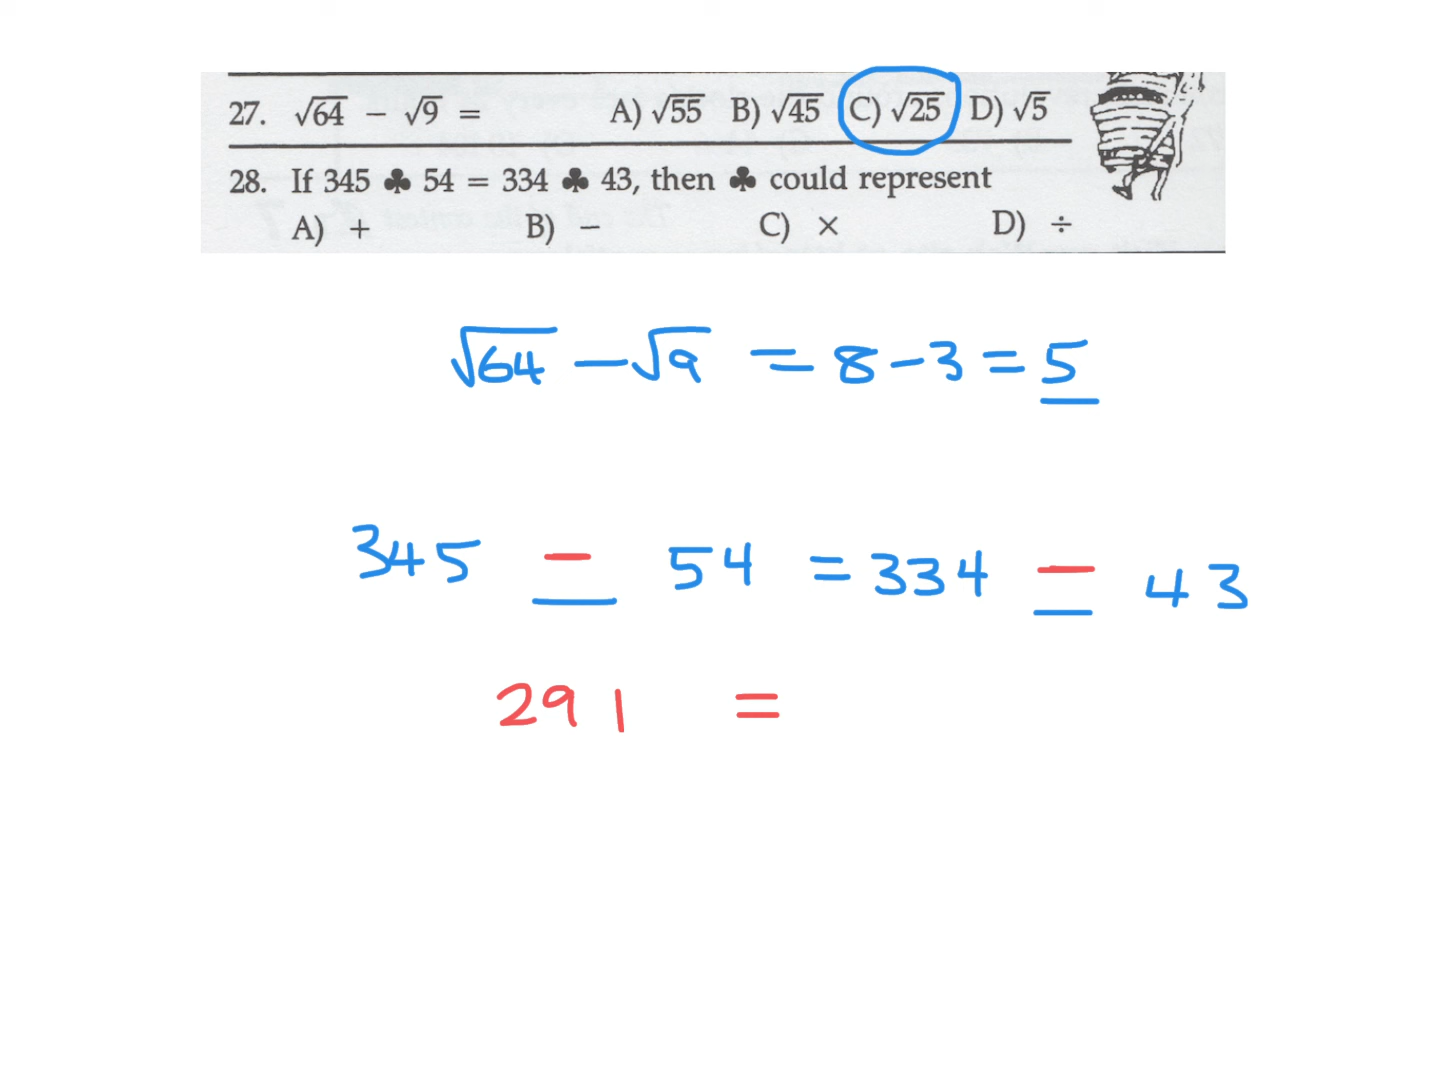 27. √64 − √9 = A) √55 B) √45 C) √25 D) √5
28. If 345 ♣ 54 = 334 ♣ 43, then ♣ could represent
A) + B) − C) × D) ÷
√64 − √9 = 8 − 3 = 5
345 − 54 = 334 − 43
291 =